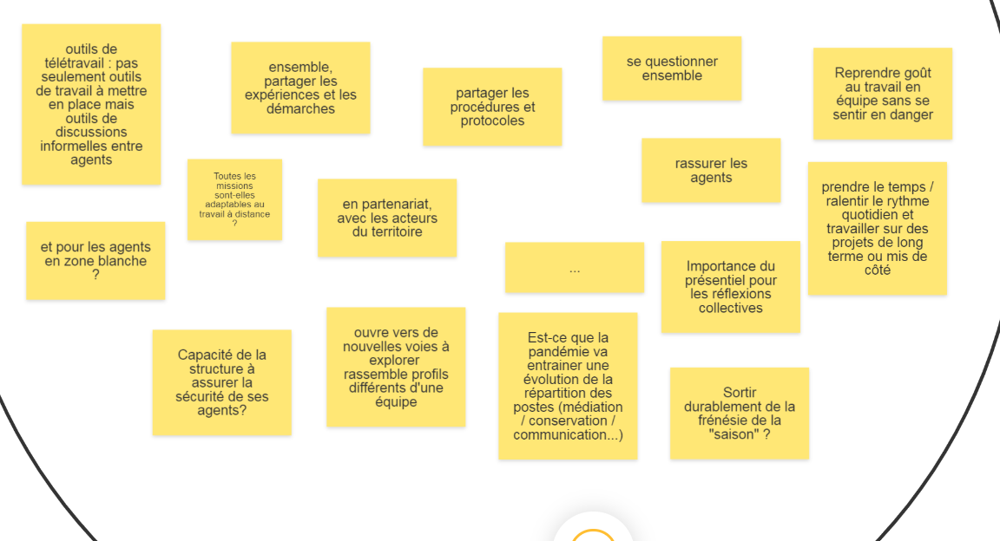 outils de
télétravail : pas
seulement outils
de travail à mettre
en place mais
outils de
discussions
informelles entre
agents
ensemble,
partager les
expériences et les
démarches
partager les
procédures et
protocoles
se questionner
ensemble
Reprendre goût
au travail en
équipe sans se
sentir en danger
Toutes les
missions
sont-elles
adaptables au
travail à distance
?
en partenariat,
avec les acteurs
du territoire
rassurer les
agents
prendre le temps /
ralentir le rythme
quotidien et
travailler sur des
projets de long
terme ou mis de
côté
et pour les agents
en zone blanche
?
...
Importance du
présentiel pour
les réflexions
collectives
Capacité de la
structure à
assurer la
sécurité de ses
agents?
ouvre vers de
nouvelles voies à
explorer
rassemble profils
différents d'une
équipe
Est-ce que la
pandémie va
entrainer une
évolution de la
répartition des
postes (médiation
/ conservation /
communication...)
Sortir
durablement de la
frénésie de la
"saison" ?